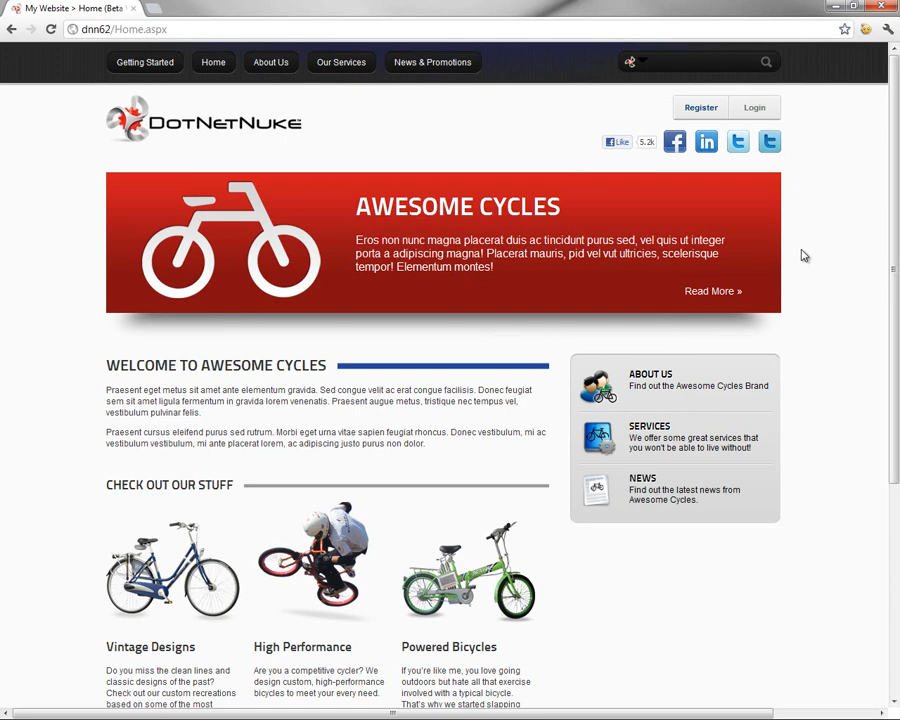 My Website > Home (Beta
dnn62/Home.aspx
Getting Started
Home
About Us
Our Services
News & Promotions
DOTNETNUKE
Register
Login
Like
5.2k
AWESOME CYCLES
Eros non nunc magna placerat duis ac tincidunt purus sed, vel quis ut integer
porta a adipiscing magna! Placerat mauris, pid vel vut ultricies, scelerisque
tempor! Elementum montes!
Read More »
WELCOME TO AWESOME CYCLES
Praesent eget metus sit amet ante elementum gravida. Sed congue velit ac erat congue facilisis. Donec feugiat
sem sit amet ligula fermentum in gravida lorem venenatis. Praesent augue metus, tristique nec tempus vel,
vestibulum pulvinar felis.
Praesent cursus eleifend purus sed rutrum. Morbi eget urna vitae sapien feugiat rhoncus. Donec vestibulum, mi ac
vestibulum vestibulum, mi ante placerat lorem, ac adipiscing justo purus non dolor.
ABOUT US
Find out the Awesome Cycles Brand
SERVICES
We offer some great services that
you won't be able to live without!
NEWS
Find out the latest news from
Awesome Cycles.
CHECK OUT OUR STUFF
Vintage Designs
Do you miss the clean lines and
classic designs of the past?
Check out our custom recreations
based on some of the most
High Performance
Are you a competitive cycler? We
design custom, high-performance
bicycles to meet your every need.
Powered Bicycles
If you're like me, you love going
outdoors but hate all that exercise
involved with a typical bicycle.
That's why we started splacing